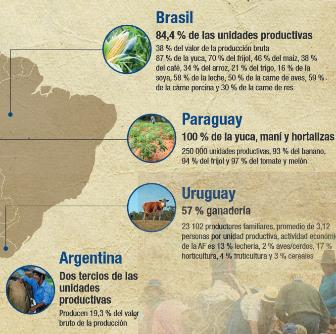 Brasil
84,4 % de las unidades productivas
38 % del valor de la producción bruta
87 % de la yuca, 70 % del frijol, 46 % del maíz, 38 %
del café, 34 % del arroz, 21 % del trigo, 16 % de la
soya, 58 % de la leche, 50 % de la carne de aves, 59 %
de la carne porcina y 30 % de la carne de res
Paraguay
100 % de la yuca, maní y hortalizas
250 000 unidades productivas, 93 % del banano,
94 % del frijol y 97 % del tomate y melón
Uruguay
57 % ganadería
23 102 productores familiares, promedio de 3,12
personas por unidad productiva, actividad económi
de la AF es 13 % lechería, 2 % aves/cerdos, 17 %
horticultura, 4 % fruticultura y 3 % cereales
Argentina
Dos tercios de las
unidades
productivas
Producen 19,3 % del valor
bruto de la producción